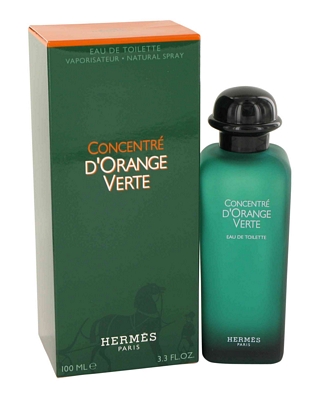 EAU DE TOILETTE
VAPORISATEUR • NATURAL SPRAY
CONCENTRÉ
D'ORANGE
VERTE
HERMÈS
PARIS
100 ML ℮ 3.3 FL.OZ.
CONCENTRÉ
D'ORANGE
VERTE
EAU DE TOILETTE
HERMÈS
PARIS